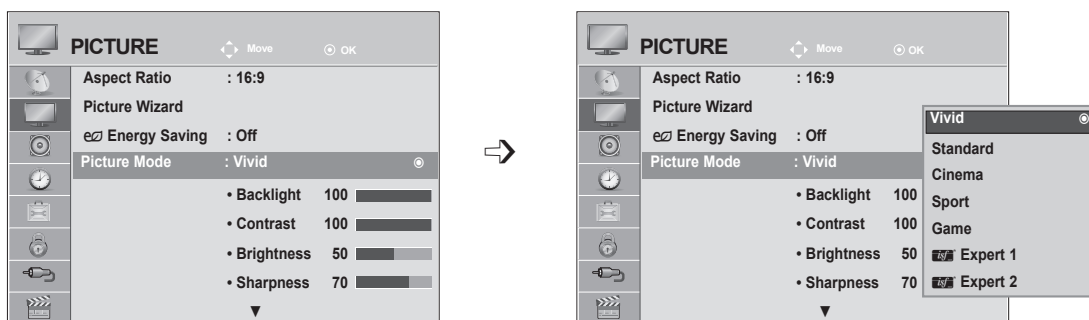 PICTURE Move OK
Aspect Ratio : 16:9
Picture Wizard
Energy Saving : Off
Picture Mode : Vivid
• Backlight 100
• Contrast 100
• Brightness 50
• Sharpness 70
PICTURE Move OK
Aspect Ratio : 16:9
Picture Wizard
Energy Saving : Off
Picture Mode : Vivid
• Backlight 100
• Contrast 100
• Brightness 50
• Sharpness 70
Vivid
Standard
Cinema
Sport
Game
isf Expert 1
isf Expert 2